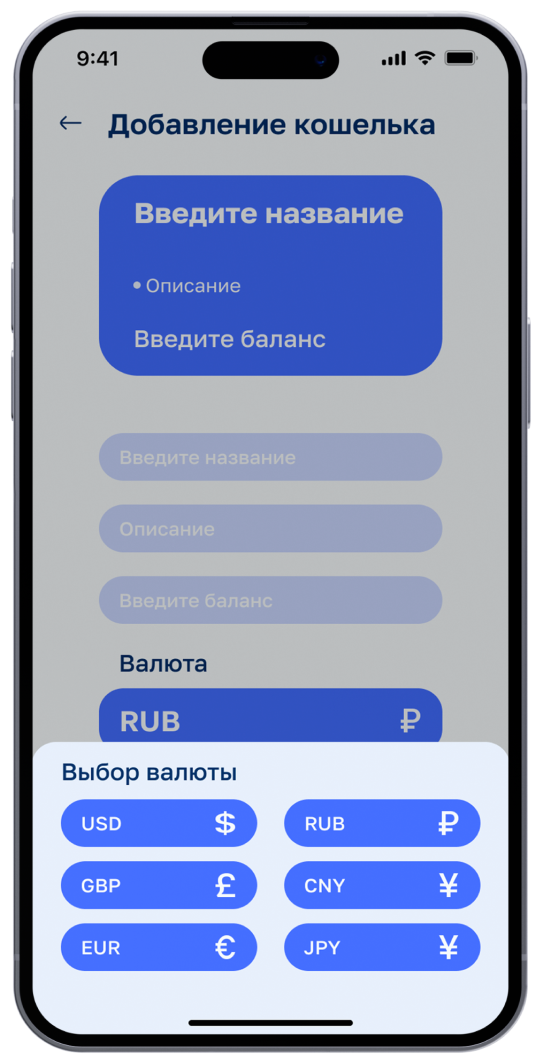 9:41
← Добавление кошелька
Введите название
• Описание
Введите баланс
Введите название
Описание
Введите баланс
Валюта
RUB ₽
Выбор валюты
USD $ RUB ₽
GBP £ CNY ¥
EUR € JPY ¥